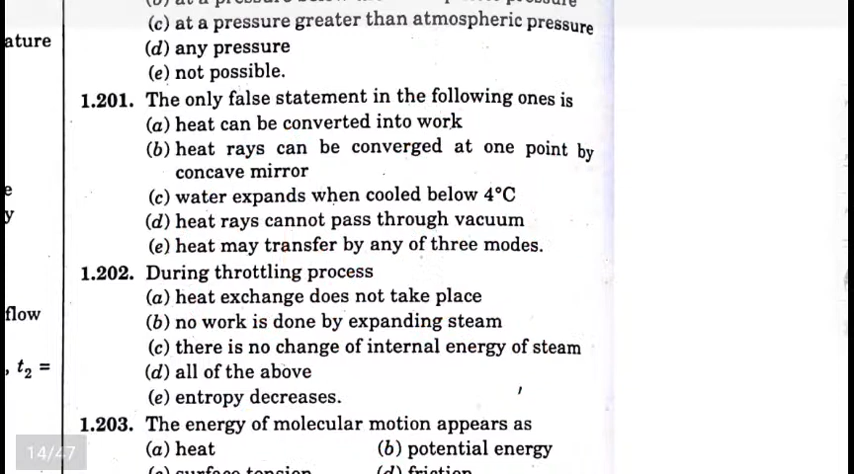 (c) at a pressure greater than atmospheric pressure
ature
(d) any pressure
(e) not possible.
1.201. The only false statement in the following ones is
(a) heat can be converted into work
(b) heat rays can be converged at one point by
concave mirror
e
(c) water expands when cooled below 4°C
y
(d) heat rays cannot pass through vacuum
(e) heat may transfer by any of three modes.
1.202. During throttling process
(a) heat exchange does not take place
flow
(b) no work is done by expanding steam
(c) there is no change of internal energy of steam
, t₂ =
(d) all of the above
(e) entropy decreases.
1.203. The energy of molecular motion appears as
14/47
(a) heat (b) potential energy
(c) surface tension (d) friction